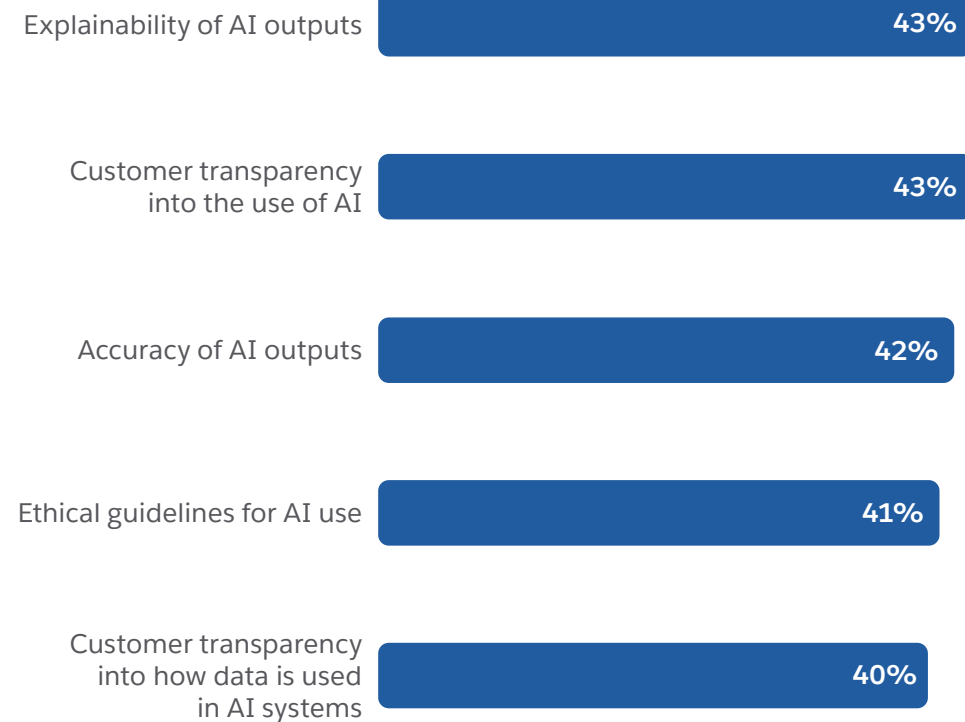 Explainability of AI outputs 43%
Customer transparency
into the use of AI 43%
Accuracy of AI outputs 42%
Ethical guidelines for AI use 41%
Customer transparency
into how data is used
in AI systems 40%